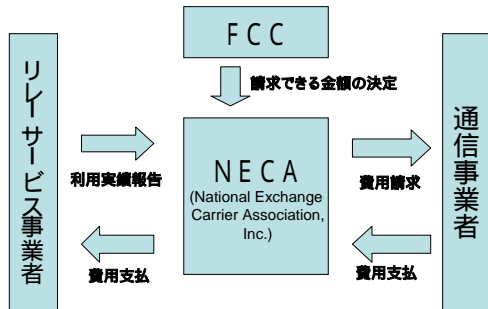 FCC
請求できる金額の決定
リレーサービス事業者
利用実績報告
費用支払
NECA
(National Exchange
Carrier Association,
Inc.)
費用請求
費用支払
通信事業者